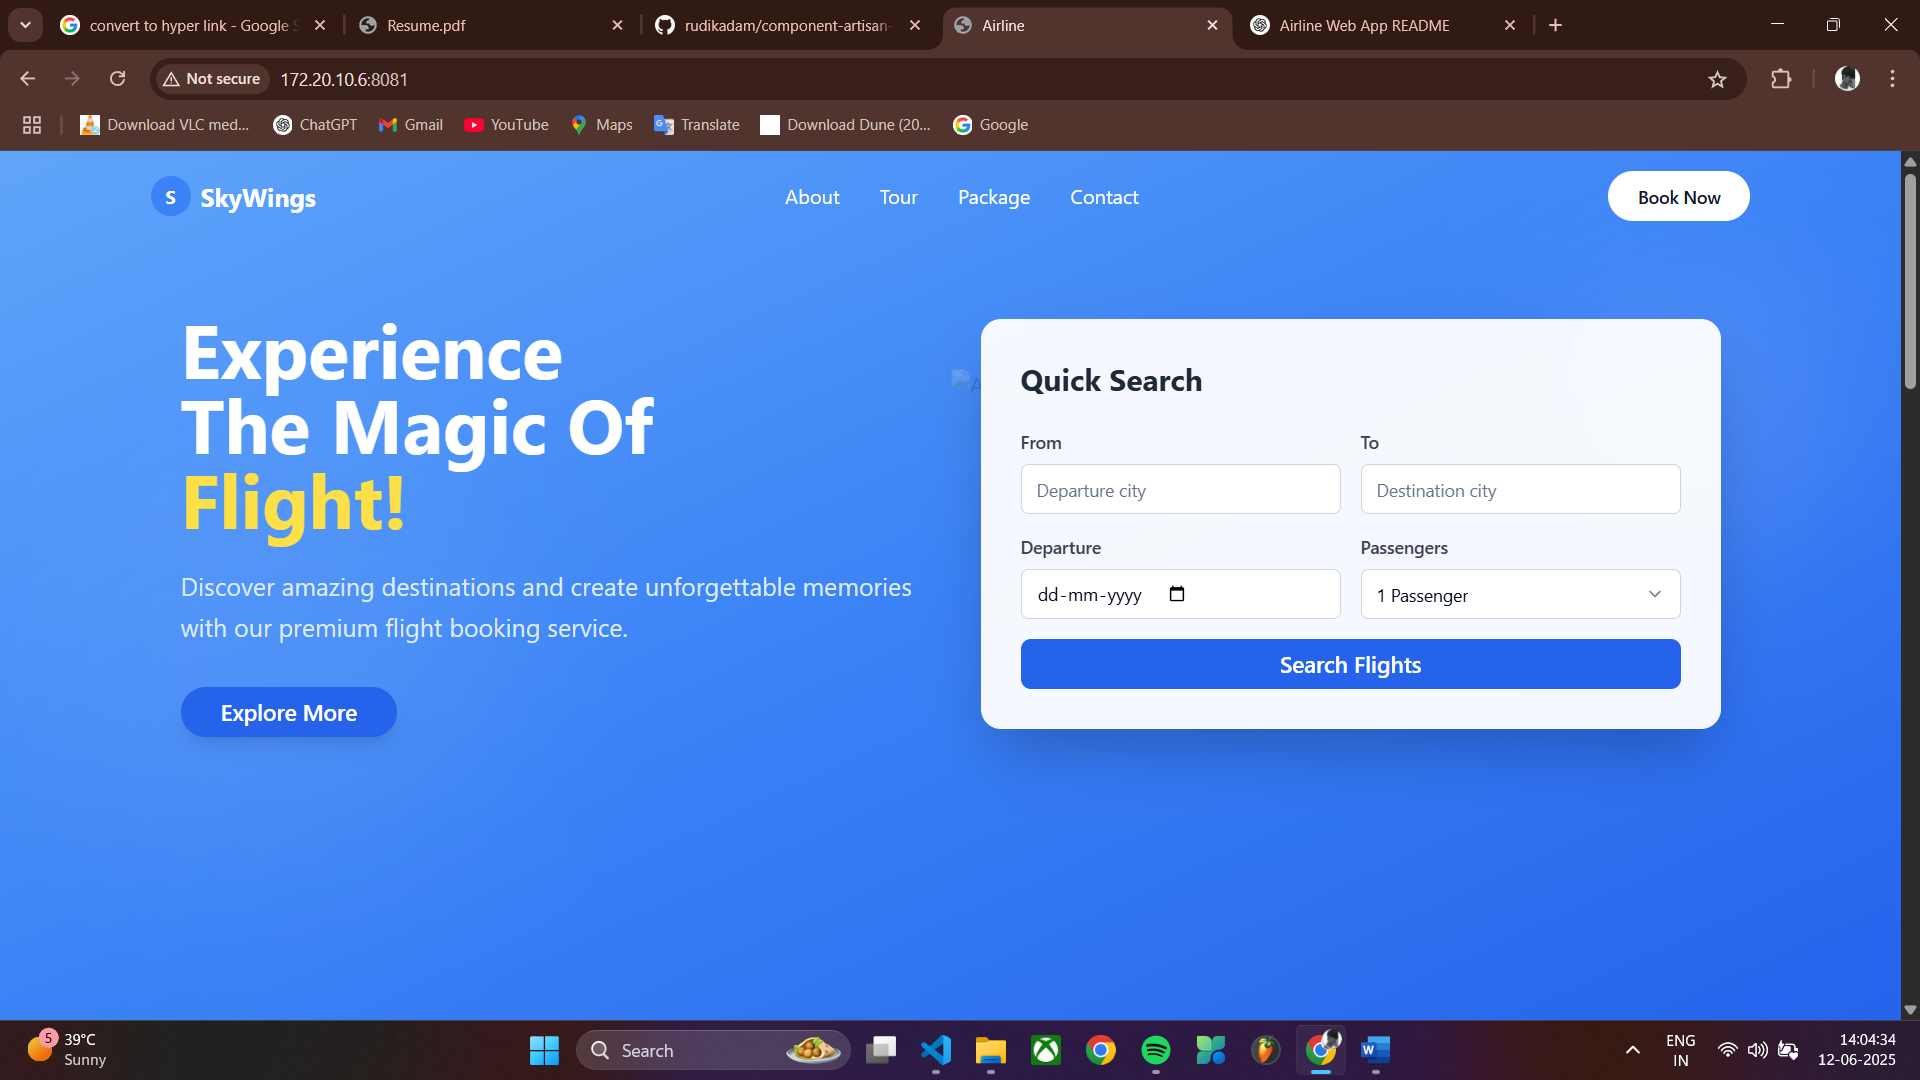 convert to hyper link - Google
Resume.pdf
rudikadam/component-artisan-
Airline
Airline Web App README
Not secure
172.20.10.6:8081
Download VLC med...
ChatGPT
Gmail
YouTube
Maps
Translate
Download Dune (20...
Google
S
SkyWings
About
Tour
Package
Contact
Book Now
Experience
The Magic Of
Flight!
Discover amazing destinations and create unforgettable memories
with our premium flight booking service.
Explore More
Quick Search
From
To
Departure city
Destination city
Departure
Passengers
dd-mm-yyyy
1 Passenger
Search Flights
5
39°C
Sunny
Search
W
ENG
IN
14:04:34
12-06-2025